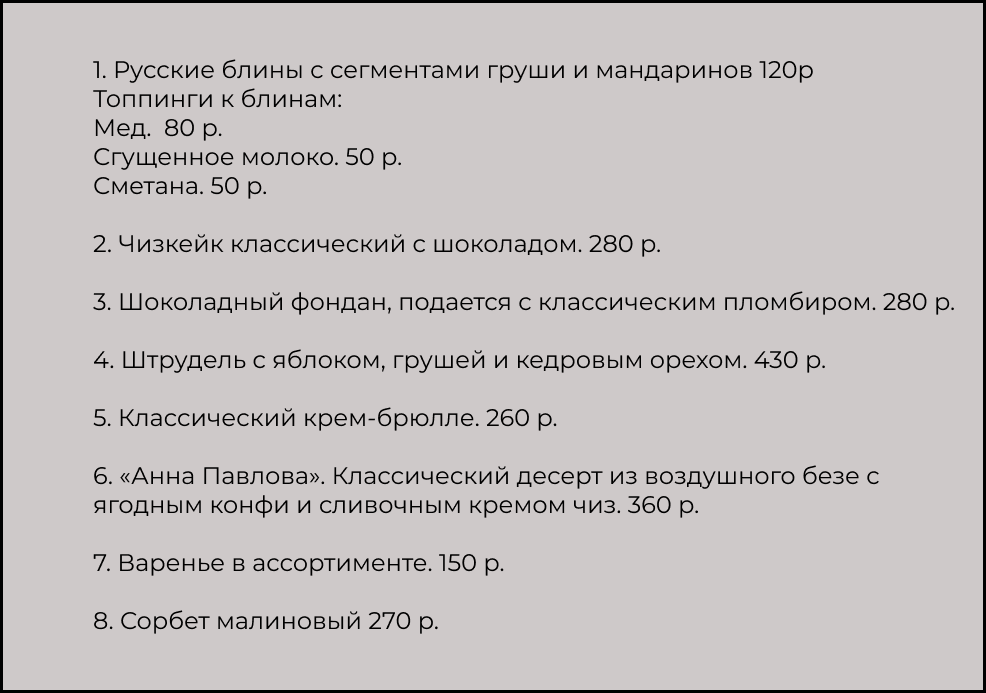 1. Русские блины с сегментами груши и мандаринов 120р
Топпинги к блинам:
Мед.  80 р.
Сгущенное молоко. 50 р.
Сметана. 50 р.
2. Чизкейк классический с шоколадом. 280 р.
3. Шоколадный фондан, подается с классическим пломбиром. 280 р.
4. Штрудель с яблоком, грушей и кедровым орехом. 430 р.
5. Классический крем-брюлле. 260 р.
6. «Анна Павлова». Классический десерт из воздушного безе с
ягодным конфи и сливочным кремом чиз. 360 р.
7. Варенье в ассортименте. 150 р.
8. Сорбет малиновый 270 р.